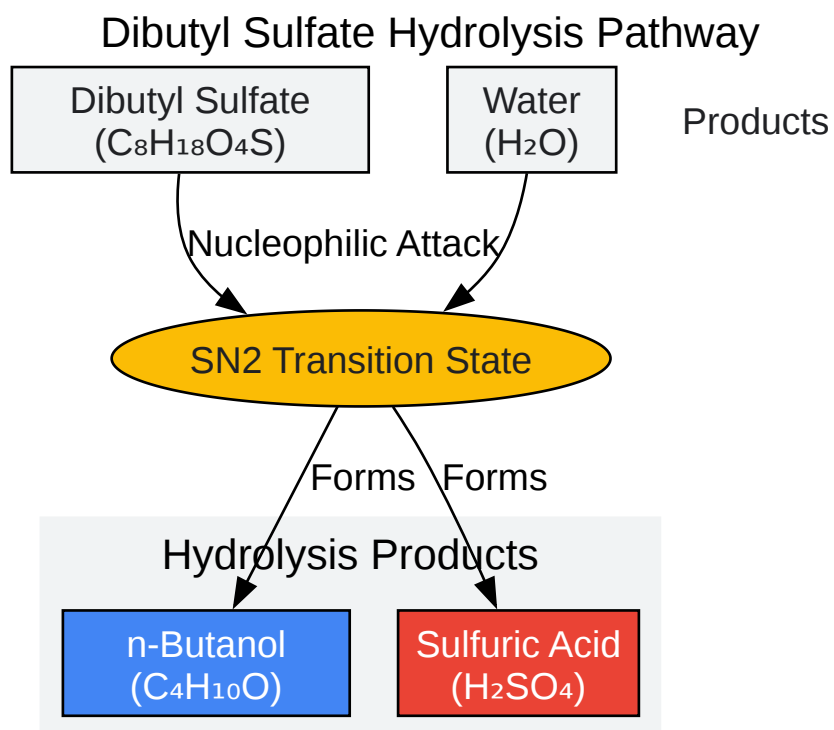 Dibutyl Sulfate Hydrolysis Pathway
Dibutyl Sulfate
(C₈H₁₈O₄S)
Water
(H₂O)
Products
Nucleophilic Attack
SN2 Transition State
Forms
Forms
Hydrolysis Products
n-Butanol
(C₄H₁₀O)
Sulfuric Acid
(H₂SO₄)